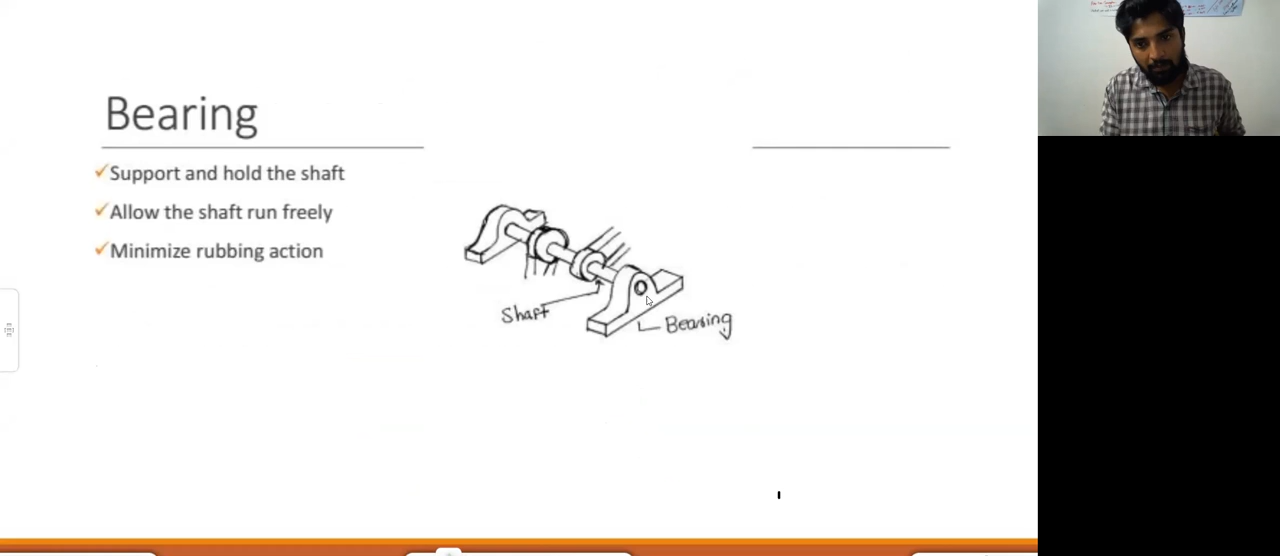 Bearing
✓Support and hold the shaft
✓Allow the shaft run freely
✓Minimize rubbing action
Shaft
Bearing